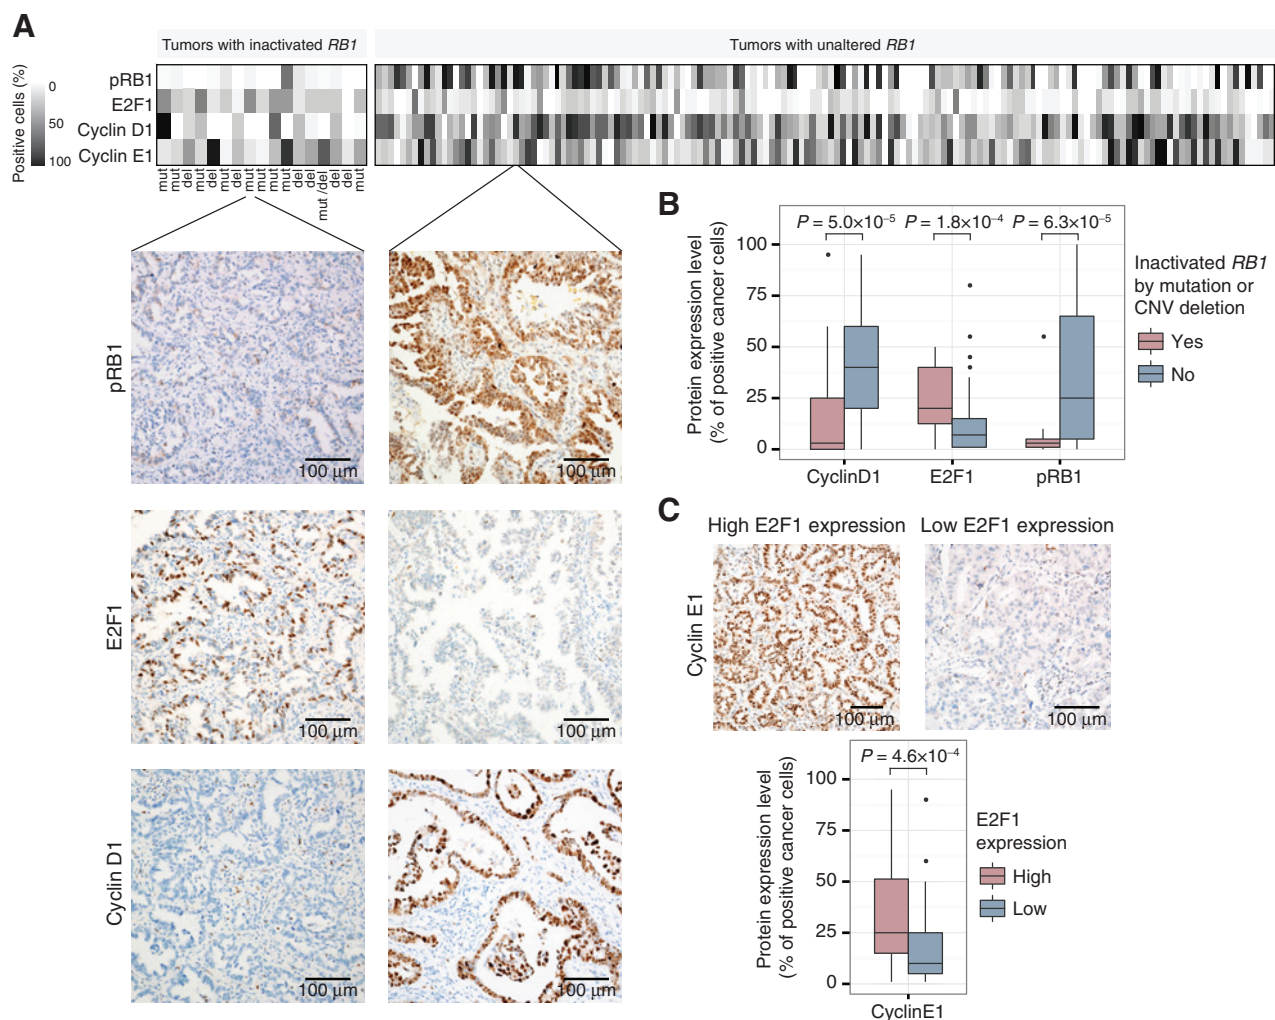 A
Tumors with inactivated RB1
Tumors with unaltered RB1
Positive cells (%)
0
50
100
pRB1
E2F1
Cyclin D1
Cyclin E1
mut
mut
del
mut
del
mut
del
mut
mut
mut
mut
del
del
mut /del
del
del
mut
pRB1
100 µm
100 µm
E2F1
100 µm
100 µm
Cyclin D1
100 µm
100 µm
B
Protein expression level
(% of positive cancer cells)
100
75
50
25
0
P = 5.0×10–5
P = 1.8×10–4
P = 6.3×10–5
CyclinD1
E2F1
pRB1
Inactivated RB1
by mutation or
CNV deletion
Yes
No
C
High E2F1 expression
Low E2F1 expression
Cyclin E1
100 µm
100 µm
Protein expression level
(% of positive cancer cells)
100
75
50
25
0
P = 4.6×10–4
CyclinE1
E2F1
expression
High
Low